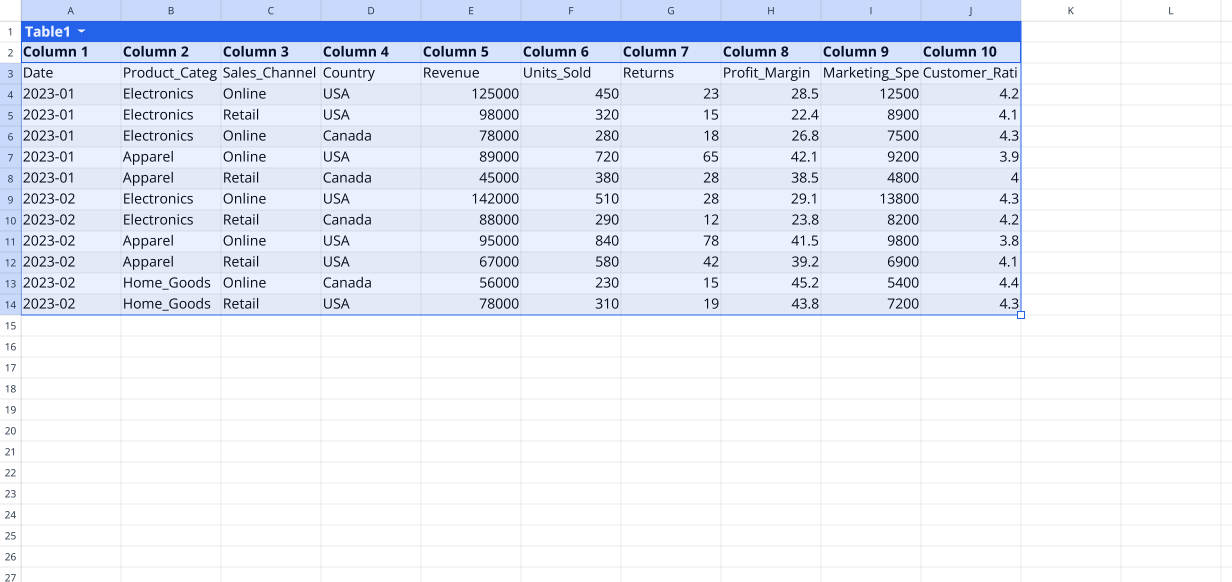 A B C D E F G H I J K L
1 Table1
2 Column 1 Column 2 Column 3 Column 4 Column 5 Column 6 Column 7 Column 8 Column 9 Column 10
3 Date Product_Categ Sales_Channel Country Revenue Units_Sold Returns Profit_Margin Marketing_Spe Customer_Rati
4 2023-01 Electronics Online USA 125000 450 23 28.5 12500 4.2
5 2023-01 Electronics Retail USA 98000 320 15 22.4 8900 4.1
6 2023-01 Electronics Online Canada 78000 280 18 26.8 7500 4.3
7 2023-01 Apparel Online USA 89000 720 65 42.1 9200 3.9
8 2023-01 Apparel Retail Canada 45000 380 28 38.5 4800 4
9 2023-02 Electronics Online USA 142000 510 28 29.1 13800 4.3
10 2023-02 Electronics Retail Canada 88000 290 12 23.8 8200 4.2
11 2023-02 Apparel Online USA 95000 840 78 41.5 9800 3.8
12 2023-02 Apparel Retail USA 67000 580 42 39.2 6900 4.1
13 2023-02 Home_Goods Online Canada 56000 230 15 45.2 5400 4.4
14 2023-02 Home_Goods Retail USA 78000 310 19 43.8 7200 4.3
15
16
17
18
19
20
21
22
23
24
25
26
27